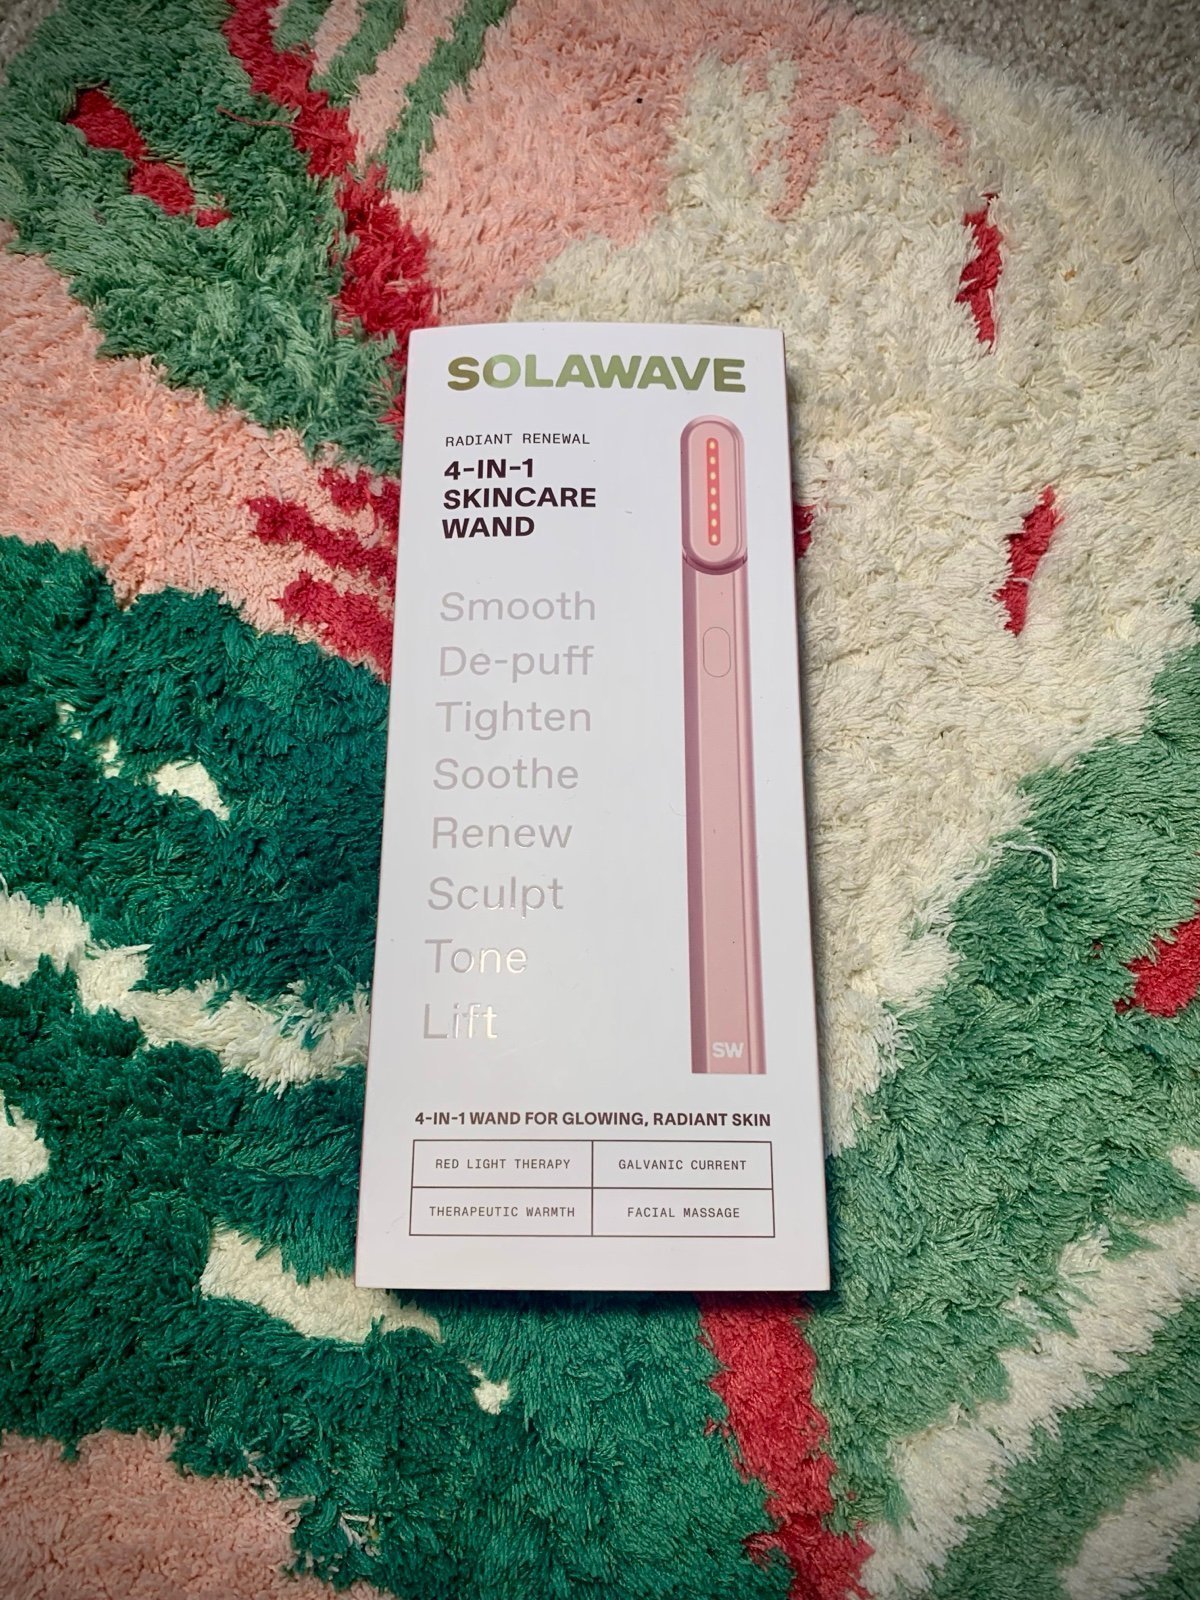 SOLAWAVE
RADIANT RENEWAL
4-IN-1
SKINCARE
WAND
Smooth
De-puff
Tighten
Soothe
Renew
Sculpt
Tone
Lift
SW
4-IN-1 WAND FOR GLOWING, RADIANT SKIN
RED LIGHT THERAPY
GALVANIC CURRENT
THERAPEUTIC WARMTH
FACIAL MASSAGE